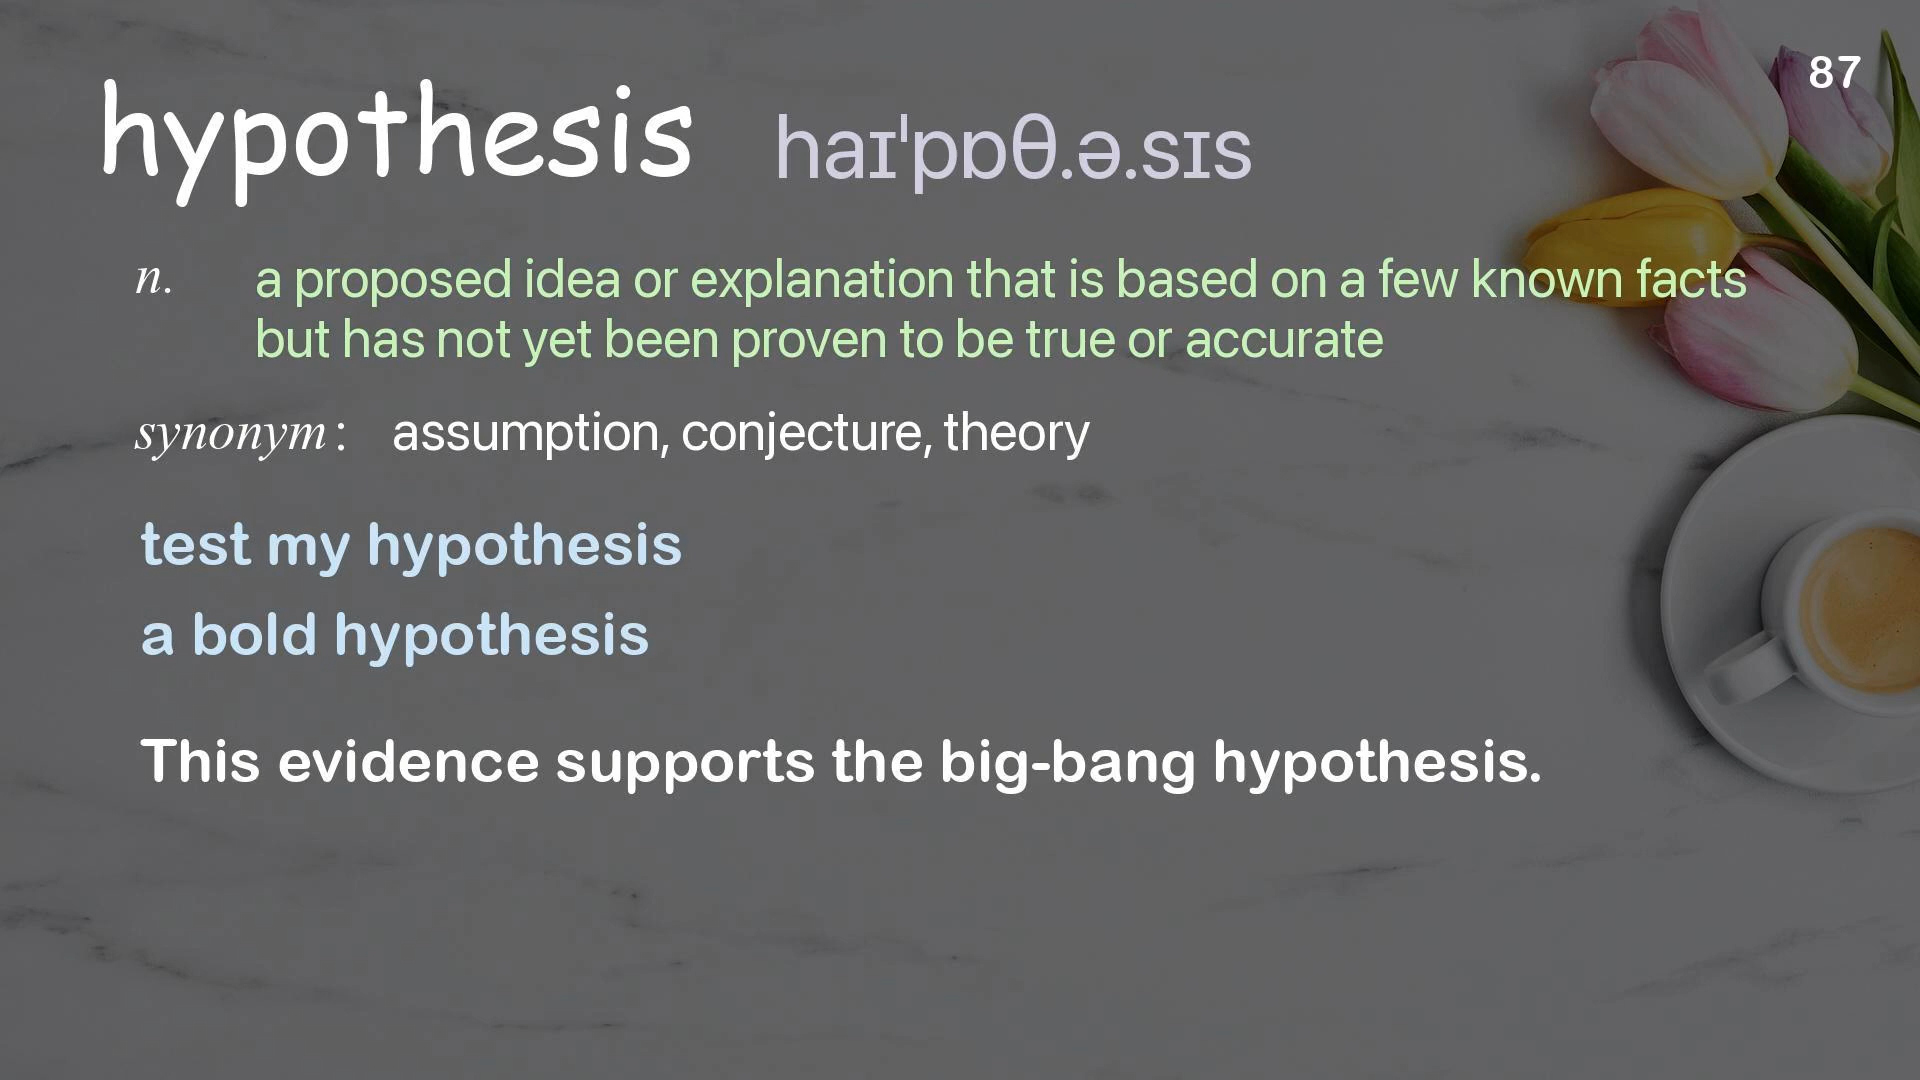 87
hypothesis haɪˈpɒθ.ə.sɪs
n. a proposed idea or explanation that is based on a few known facts
but has not yet been proven to be true or accurate
synonym: assumption, conjecture, theory
test my hypothesis
a bold hypothesis
This evidence supports the big-bang hypothesis.